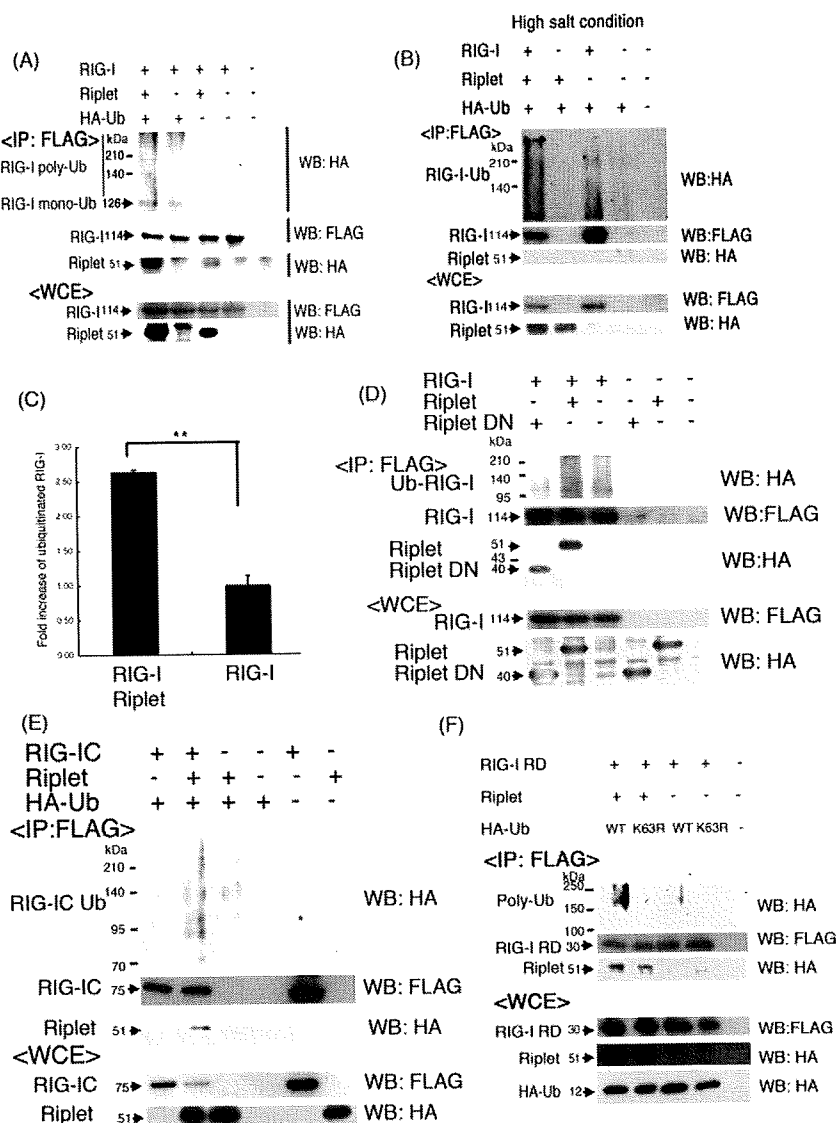 (A)
RIG-I + + + + -
Riplet + - + - -
HA-Ub + + - - -
<IP: FLAG> kDa
210
RIG-I poly-Ub
140
WB: HA
RIG-I mono-Ub 126
RIG-I 114 WB: FLAG
Riplet 51 WB: HA
<WCE>
RIG-I 114 WB: FLAG
Riplet 51 WB: HA
High salt condition
(B)
RIG-I + - + - -
Riplet + + - - -
HA-Ub + + + + -
<IP:FLAG>
kDa
210
RIG-I-Ub
140
WB:HA
RIG-I 114 WB:FLAG
Riplet 51 WB: HA
<WCE>
RIG-I 114 WB: FLAG
Riplet 51 WB: HA
(C)
**
Fold increase of ubiquitinated RIG-I
RIG-I
Riplet
RIG-I
(D)
RIG-I + + + - - -
Riplet - + - - + -
Riplet DN + - - + - -
kDa
<IP: FLAG> 210
Ub-RIG-I 140
95
WB: HA
RIG-I 114 WB:FLAG
Riplet 51
43
Riplet DN 40
WB:HA
<WCE>
RIG-I 114 WB: FLAG
Riplet 51
Riplet DN 40
WB: HA
(E)
RIG-IC + + - - + -
Riplet - + + - - +
HA-Ub + + + + - -
<IP:FLAG>
kDa
210
RIG-IC Ub 140
WB: HA
95
70
RIG-IC 75 WB: FLAG
Riplet 51 WB: HA
<WCE>
RIG-IC 75 WB: FLAG
Riplet 51 WB: HA
(F)
RIG-I RD + + + + -
Riplet + + - - -
HA-Ub WT K63R WT K63R -
<IP: FLAG>
kDa
250
Poly-Ub
150
WB: HA
100
RIG-I RD 30 WB: FLAG
Riplet 51 WB: HA
<WCE>
RIG-I RD 30 WB:FLAG
Riplet 51 WB: HA
HA-Ub 12 WB: HA